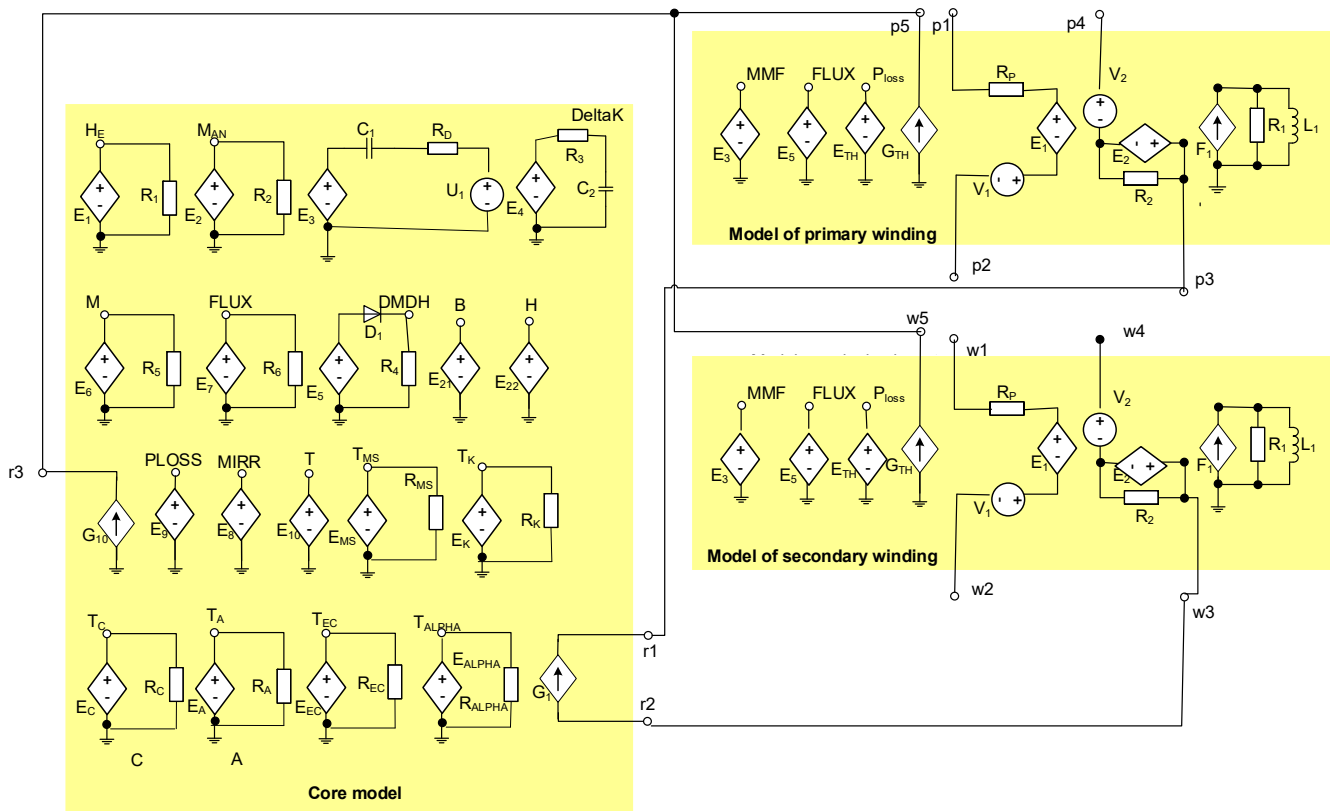 p5 p1 p4
MMF FLUX Ploss RP V2
E3 E5 ETH GTH E1 E2 F1 R1 L1
V1 R2
Model of primary winding
p2 p3
HE MAN C1 RD DeltaK
R3
R1 R2 U1 C2
E1 E2 E3 E4
M FLUX DMDH B H
D1
R5 R6 R4
E6 E7 E5 E21 E22
w5 w1 w4
MMF FLUX Ploss RP V2
E3 E5 ETH GTH E1 E2 F1 R1 L1
V1 R2
Model of secondary winding
w2 w3
r3
PLOSS MIRR T TMS TK
RMS RK
G10 E9 E8 E10 EMS EK
TC TA TEC TALPHA
r1
EALPHA
RC RA REC RALPHA G1
EC EA EEC
r2
C A
Core model